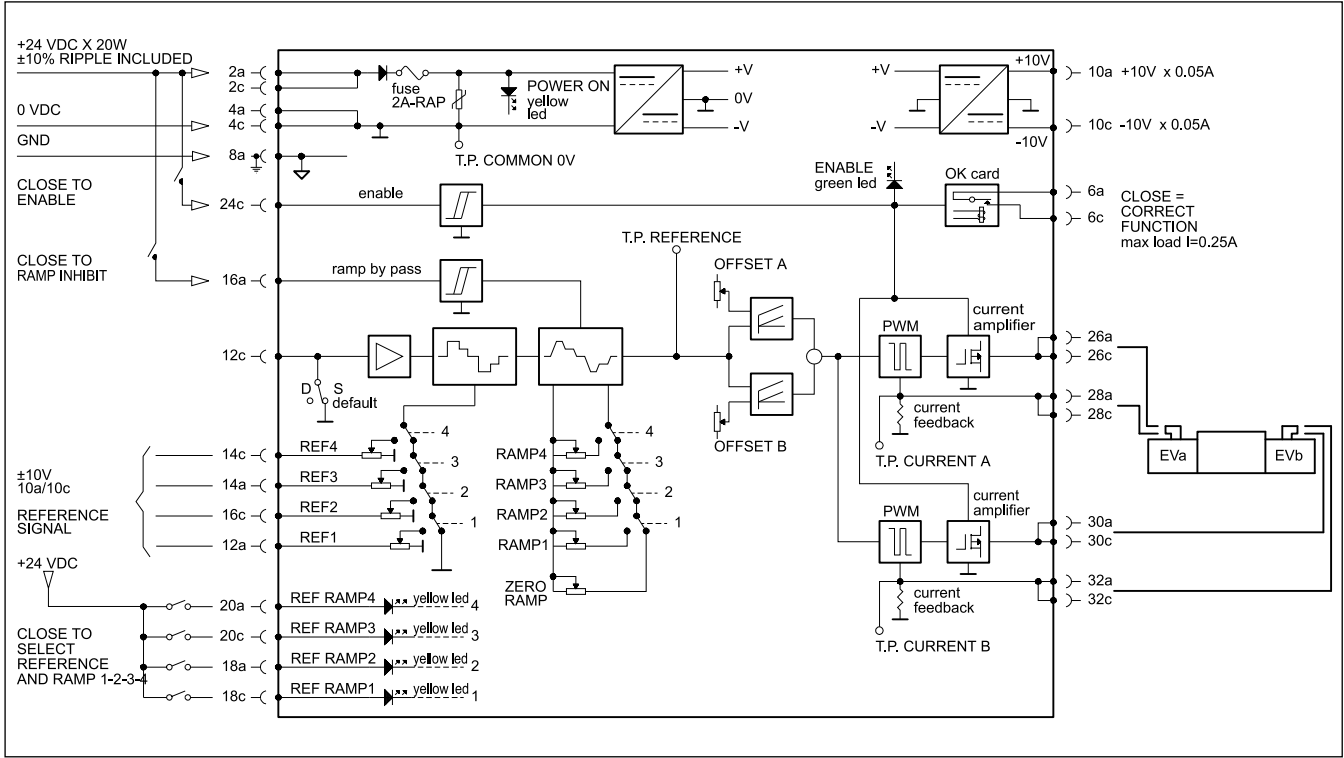 +24 VDC X 20W
±10% RIPPLE INCLUDED
2a
2c
fuse
2A-RAP
POWER ON
yellow
led
+V
0V
-V
+V
-V
+10V
-10V
10a +10V x 0.05A
10c -10V x 0.05A
0 VDC
4a
4c
GND
8a
T.P. COMMON 0V
CLOSE TO
ENABLE
24c
enable
ENABLE
green led
OK card
6a
6c
CLOSE =
CORRECT
FUNCTION
max load I=0.25A
CLOSE TO
RAMP INHIBIT
16a
ramp by pass
T.P. REFERENCE
OFFSET A
OFFSET B
12c
D
S
default
PWM
current
amplifier
26a
26c
28a
28c
current
feedback
T.P. CURRENT A
EVa
EVb
±10V
10a/10c
REFERENCE
SIGNAL
14c
REF4
14a
REF3
16c
REF2
12a
REF1
4
3
2
1
RAMP4
RAMP3
RAMP2
RAMP1
ZERO
RAMP
4
3
2
1
PWM
current
amplifier
30a
30c
32a
32c
current
feedback
T.P. CURRENT B
+24 VDC
CLOSE TO
SELECT
REFERENCE
AND RAMP 1-2-3-4
20a
REF RAMP4
yellow led
4
20c
REF RAMP3
yellow led
3
18a
REF RAMP2
yellow led
2
18c
REF RAMP1
yellow led
1